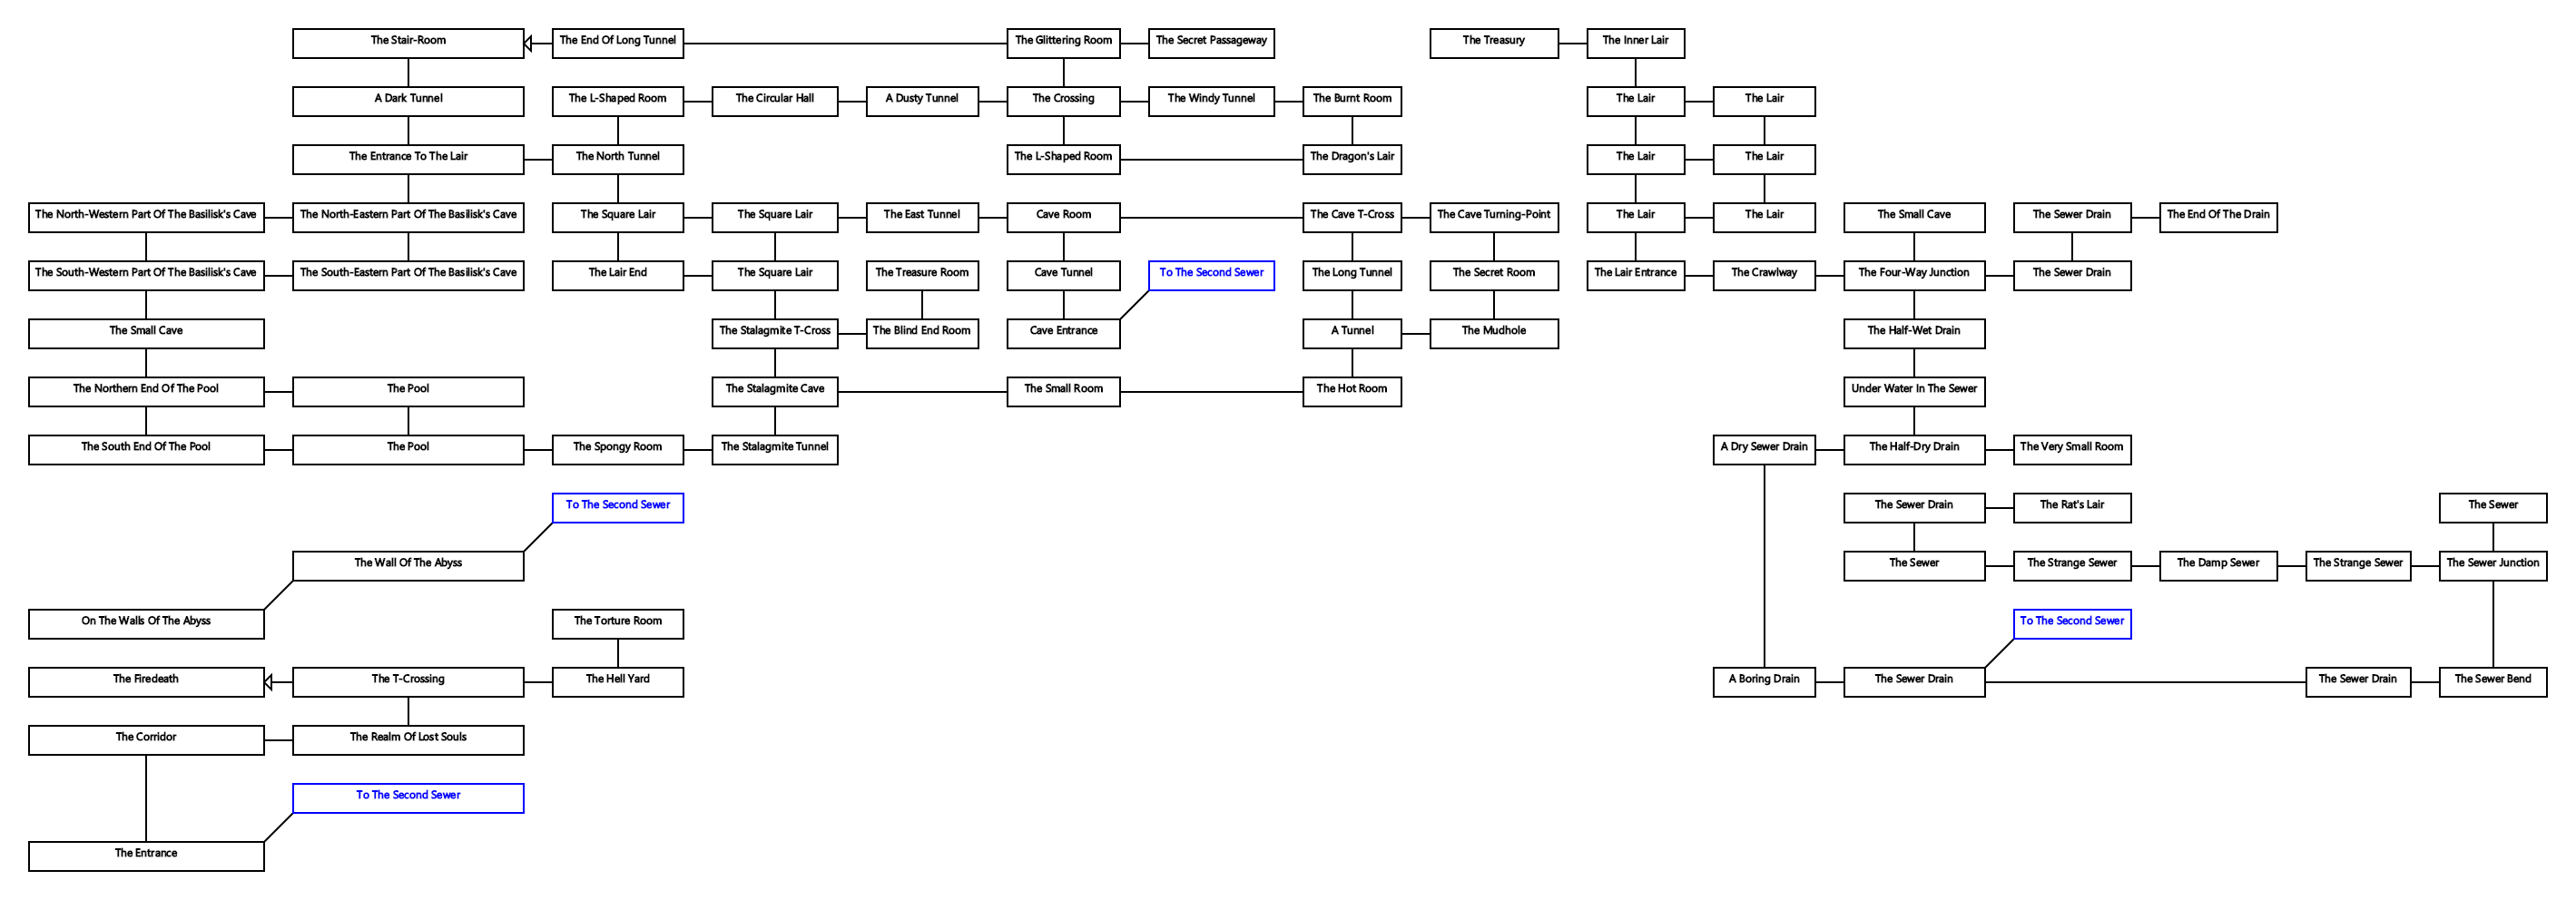 The Stair-Room
The End Of Long Tunnel
The Glittering Room
The Secret Passageway
The Treasury
The Inner Lair
A Dark Tunnel
The L-Shaped Room
The Circular Hall
A Dusty Tunnel
The Crossing
The Windy Tunnel
The Burnt Room
The Lair
The Lair
The Entrance To The Lair
The North Tunnel
The L-Shaped Room
The Dragon's Lair
The Lair
The Lair
The North-Western Part Of The Basilisk's Cave
The North-Eastern Part Of The Basilisk's Cave
The Square Lair
The Square Lair
The East Tunnel
Cave Room
The Cave T-Cross
The Cave Turning-Point
The Lair
The Lair
The Small Cave
The Sewer Drain
The End Of The Drain
The South-Western Part Of The Basilisk's Cave
The South-Eastern Part Of The Basilisk's Cave
The Lair End
The Square Lair
The Treasure Room
Cave Tunnel
To The Second Sewer
The Long Tunnel
The Secret Room
The Lair Entrance
The Crawlway
The Four-Way Junction
The Sewer Drain
The Small Cave
The Stalagmite T-Cross
The Blind End Room
Cave Entrance
A Tunnel
The Mudhole
The Half-Wet Drain
The Northern End Of The Pool
The Pool
The Stalagmite Cave
The Small Room
The Hot Room
Under Water In The Sewer
The South End Of The Pool
The Pool
The Spongy Room
The Stalagmite Tunnel
A Dry Sewer Drain
The Half-Dry Drain
The Very Small Room
To The Second Sewer
The Sewer Drain
The Rat's Lair
The Sewer
The Wall Of The Abyss
The Sewer
The Strange Sewer
The Damp Sewer
The Strange Sewer
The Sewer Junction
On The Walls Of The Abyss
The Torture Room
To The Second Sewer
The Firedeath
The T-Crossing
The Hell Yard
A Boring Drain
The Sewer Drain
The Sewer Drain
The Sewer Bend
The Corridor
The Realm Of Lost Souls
To The Second Sewer
The Entrance